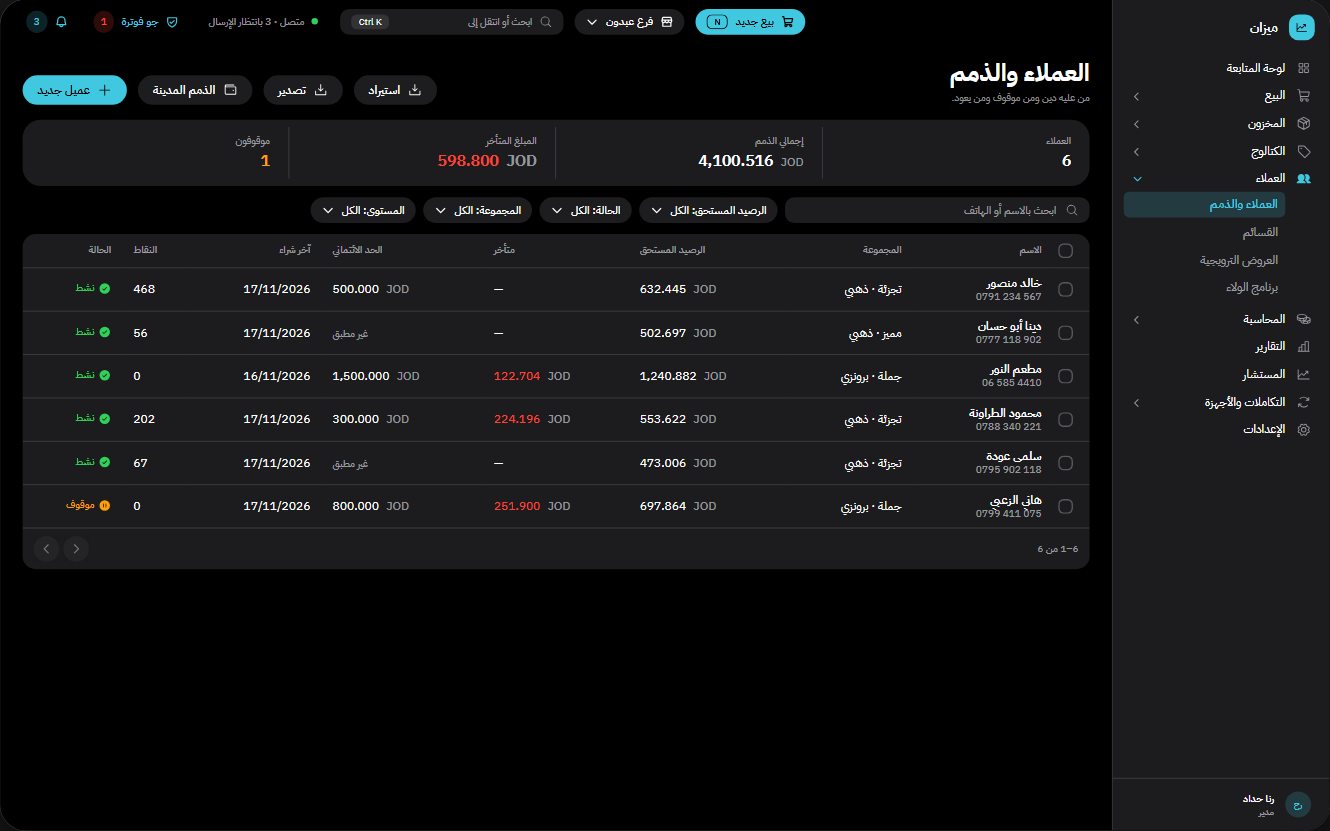 ميزان
لوحة المتابعة
البيع
المخزون
الكتالوج
العملاء
العملاء والذمم
القسائم
العروض الترويجية
برنامج الولاء
المحاسبة
التقارير
المستشار
التكاملات والأجهزة
الإعدادات
رح
رنا حداد
مدير
بيع جديد N
فرع عبدون
ابحث أو انتقل إلى Ctrl K
متصل · 3 بانتظار الإرسال
جو فوترة 1
3
العملاء والذمم
من عليه دين ومن موقوف ومن يعود.
استيراد
تصدير
الذمم المدينة
عميل جديد
العملاء
6
إجمالي الذمم
4,100.516 JOD
المبلغ المتأخر
598.800 JOD
موقوفون
1
ابحث بالاسم أو الهاتف
الرصيد المستحق: الكل
الحالة: الكل
المجموعة: الكل
المستوى: الكل
الاسم المجموعة الرصيد المستحق متأخر الحد الائتماني آخر شراء النقاط الحالة
خالد منصور تجزئة · ذهبي 632.445 JOD — 500.000 JOD 17/11/2026 468 نشط
0791 234 567
دينا أبو حسان مميز · ذهبي 502.697 JOD — غير مطبق 17/11/2026 56 نشط
0777 118 902
مطعم النور جملة · برونزي 1,240.882 JOD 122.704 JOD 1,500.000 JOD 16/11/2026 0 نشط
06 585 4410
محمود الطراونة تجزئة · ذهبي 553.622 JOD 224.196 JOD 300.000 JOD 17/11/2026 202 نشط
0788 340 221
سلمى عودة تجزئة · ذهبي 473.006 JOD — غير مطبق 17/11/2026 67 نشط
0795 902 118
هاني الزعبي جملة · برونزي 697.864 JOD 251.900 JOD 800.000 JOD 17/11/2026 0 موقوف
0799 411 075
1–6 من 6